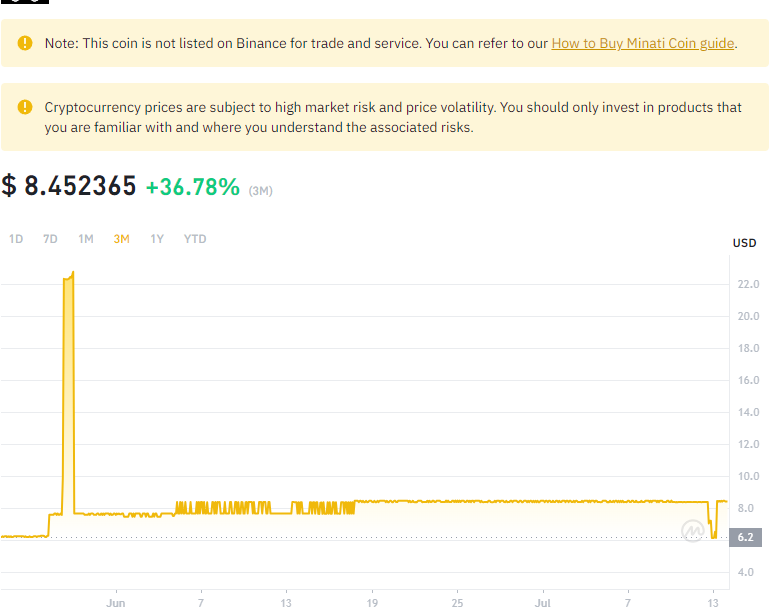 Note: This coin is not listed on Binance for trade and service. You can refer to our How to Buy Minati Coin guide.
Cryptocurrency prices are subject to high market risk and price volatility. You should only invest in products that
you are familiar with and where you understand the associated risks.
$ 8.452365 +36.78% (3M)
1D 7D 1M 3M 1Y YTD
USD
22.0
20.0
18.0
16.0
14.0
12.0
10.0
8.0
6.2
4.0
Jun 7 13 19 25 Jul 7 13